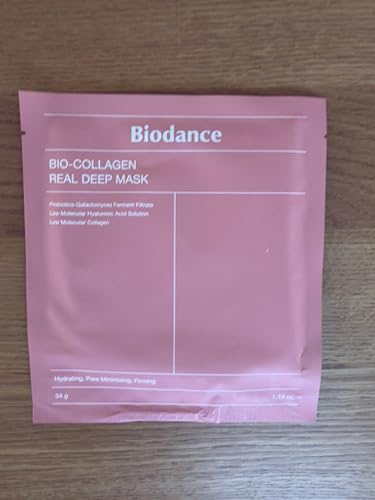 Biodance
BIO-COLLAGEN
REAL DEEP MASK
Probiotics-Galactomyces Ferment Filtrate
Low Molecular Hyaluronic Acid Solution
Low Molecular Collagen
Hydrating, Pore Minimizing, Firming
34 g
1.19 oz.